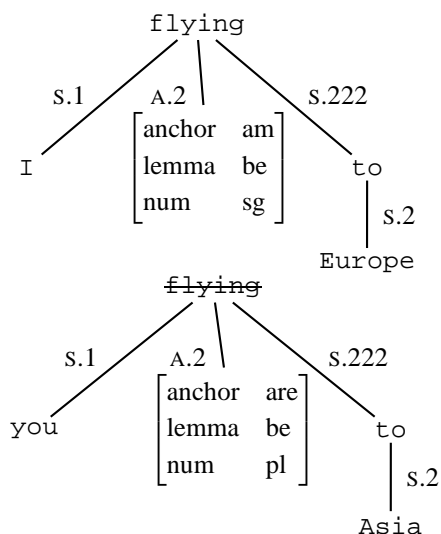 flying
S.1 A.2 S.222
anchor am
I lemma be to
num sg
S.2
Europe
flying
S.1 A.2 S.222
anchor are
you lemma be to
num pl
S.2
Asia